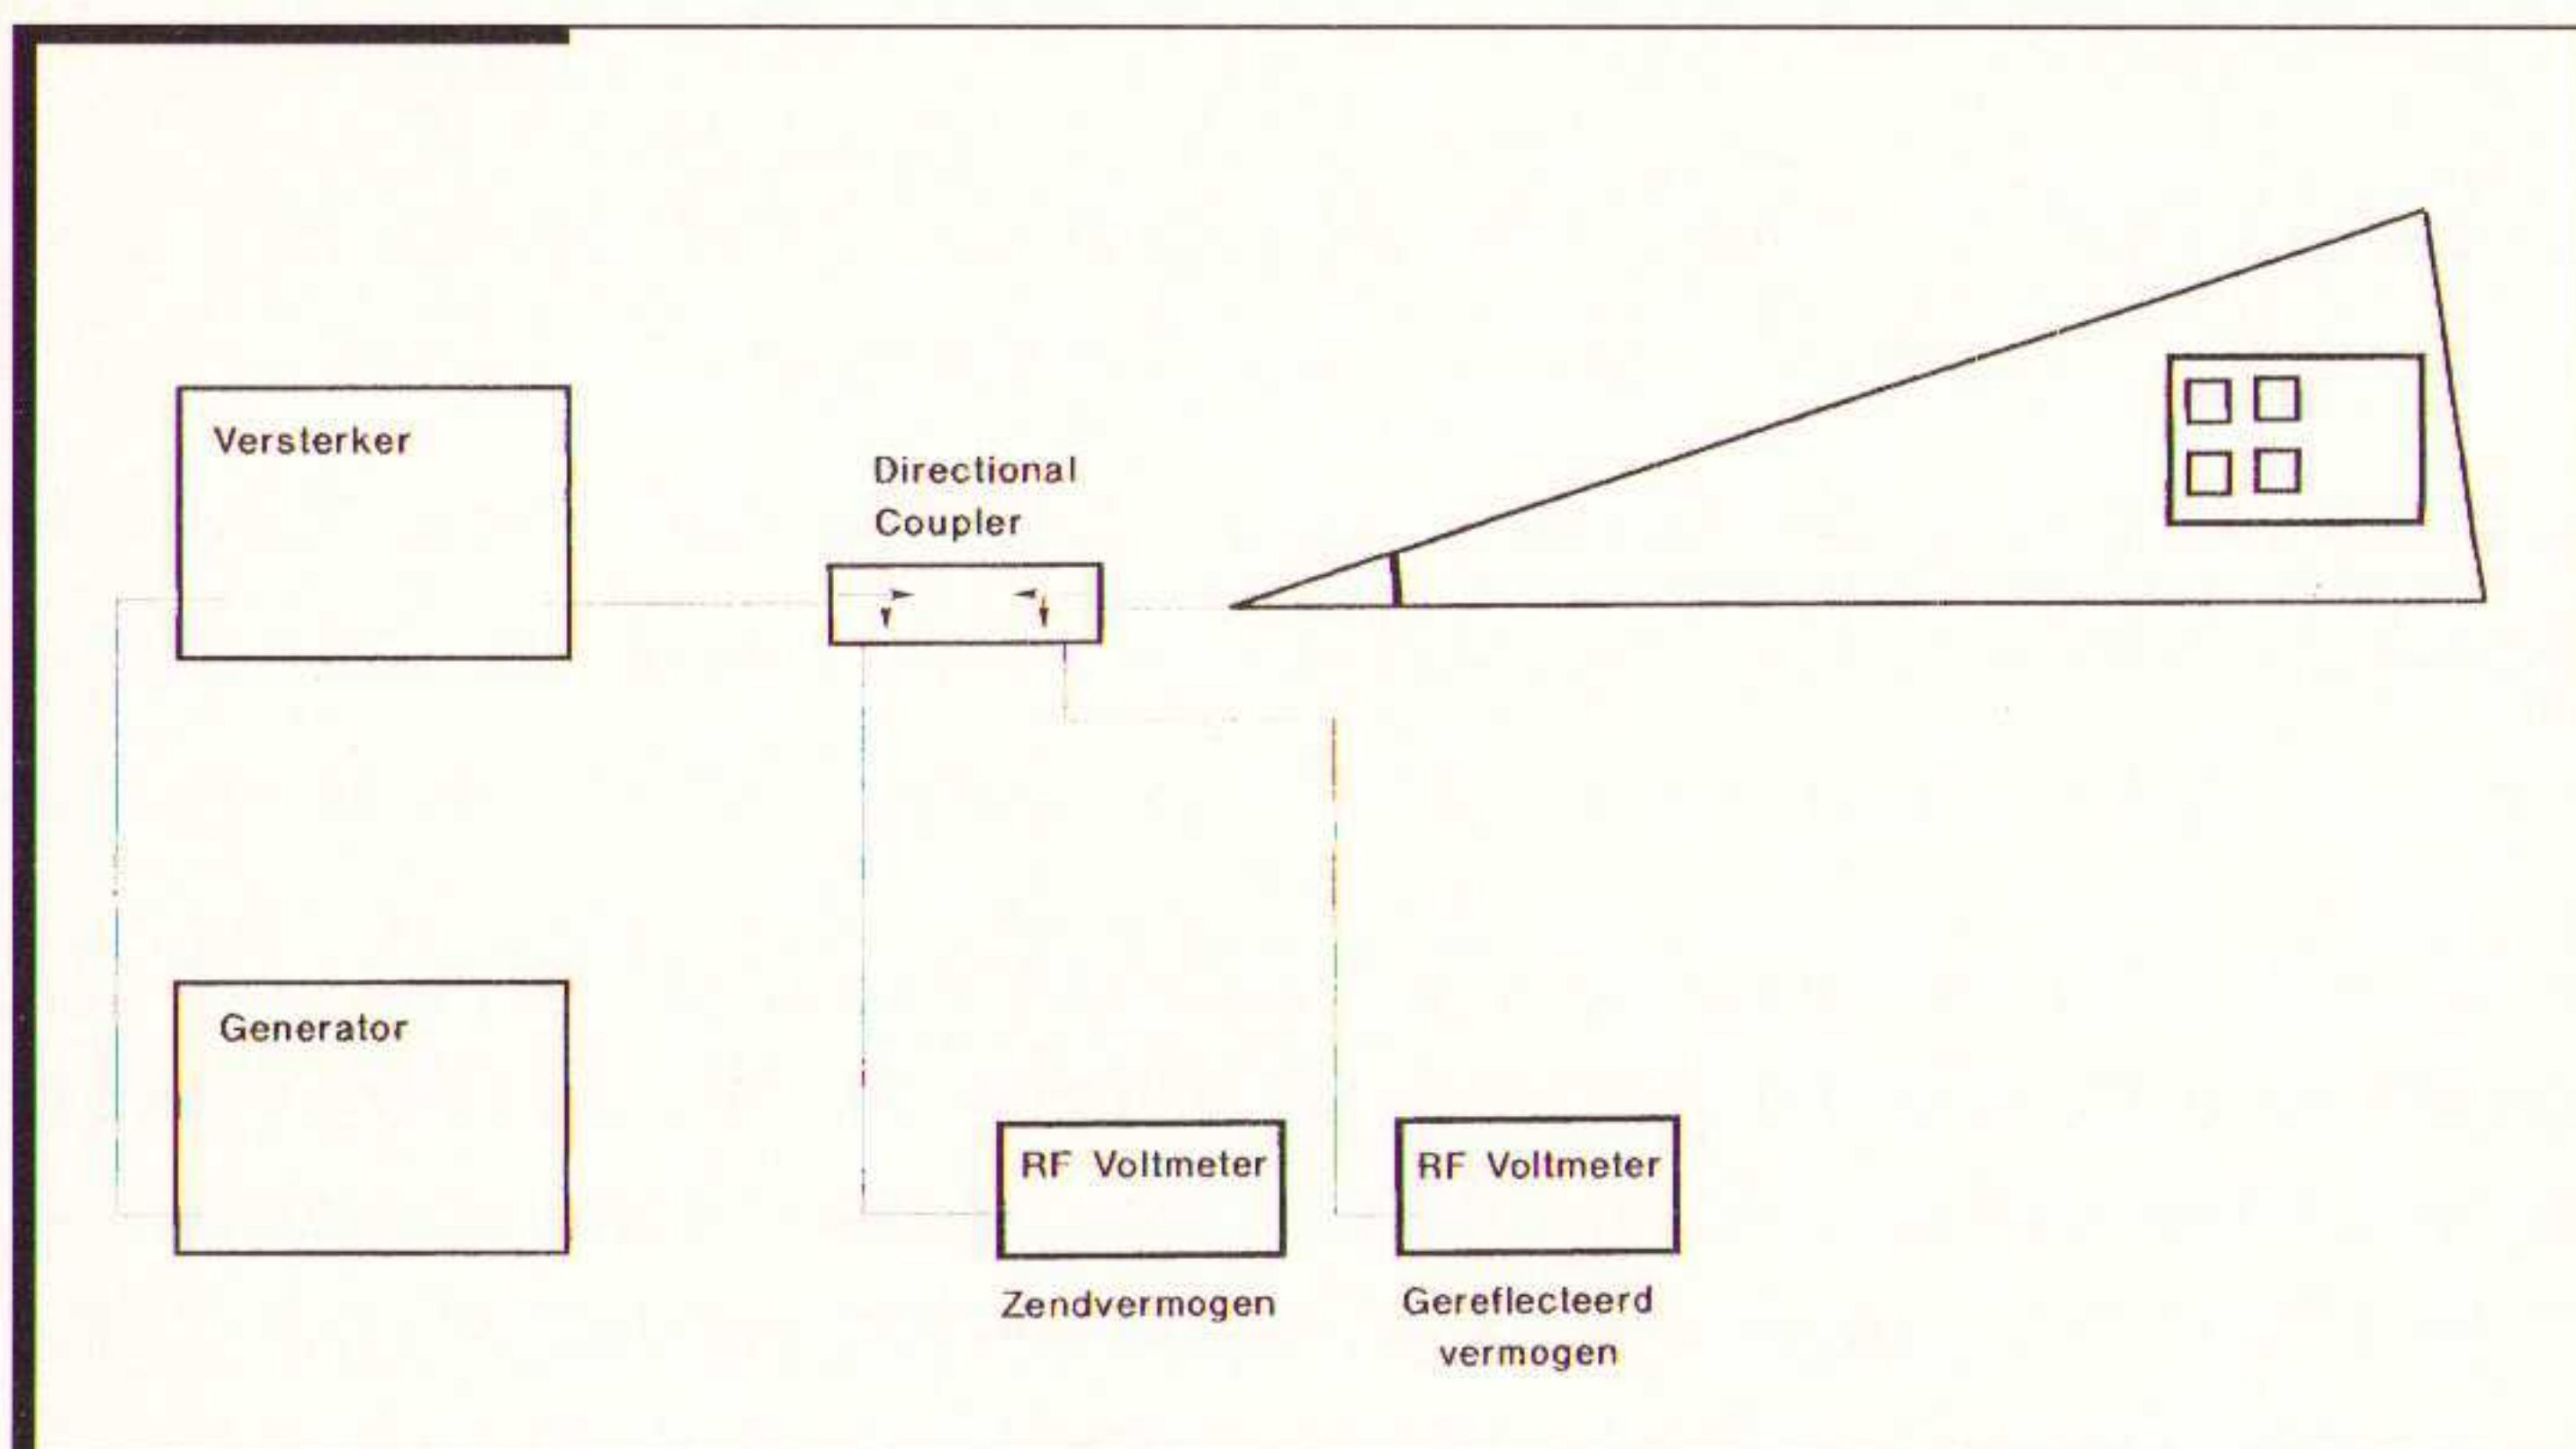 Versterker
Directional
Coupler
Generator
RF Voltmeter
RF Voltmeter
Zendvermogen
Gereflecteerd
vermogen